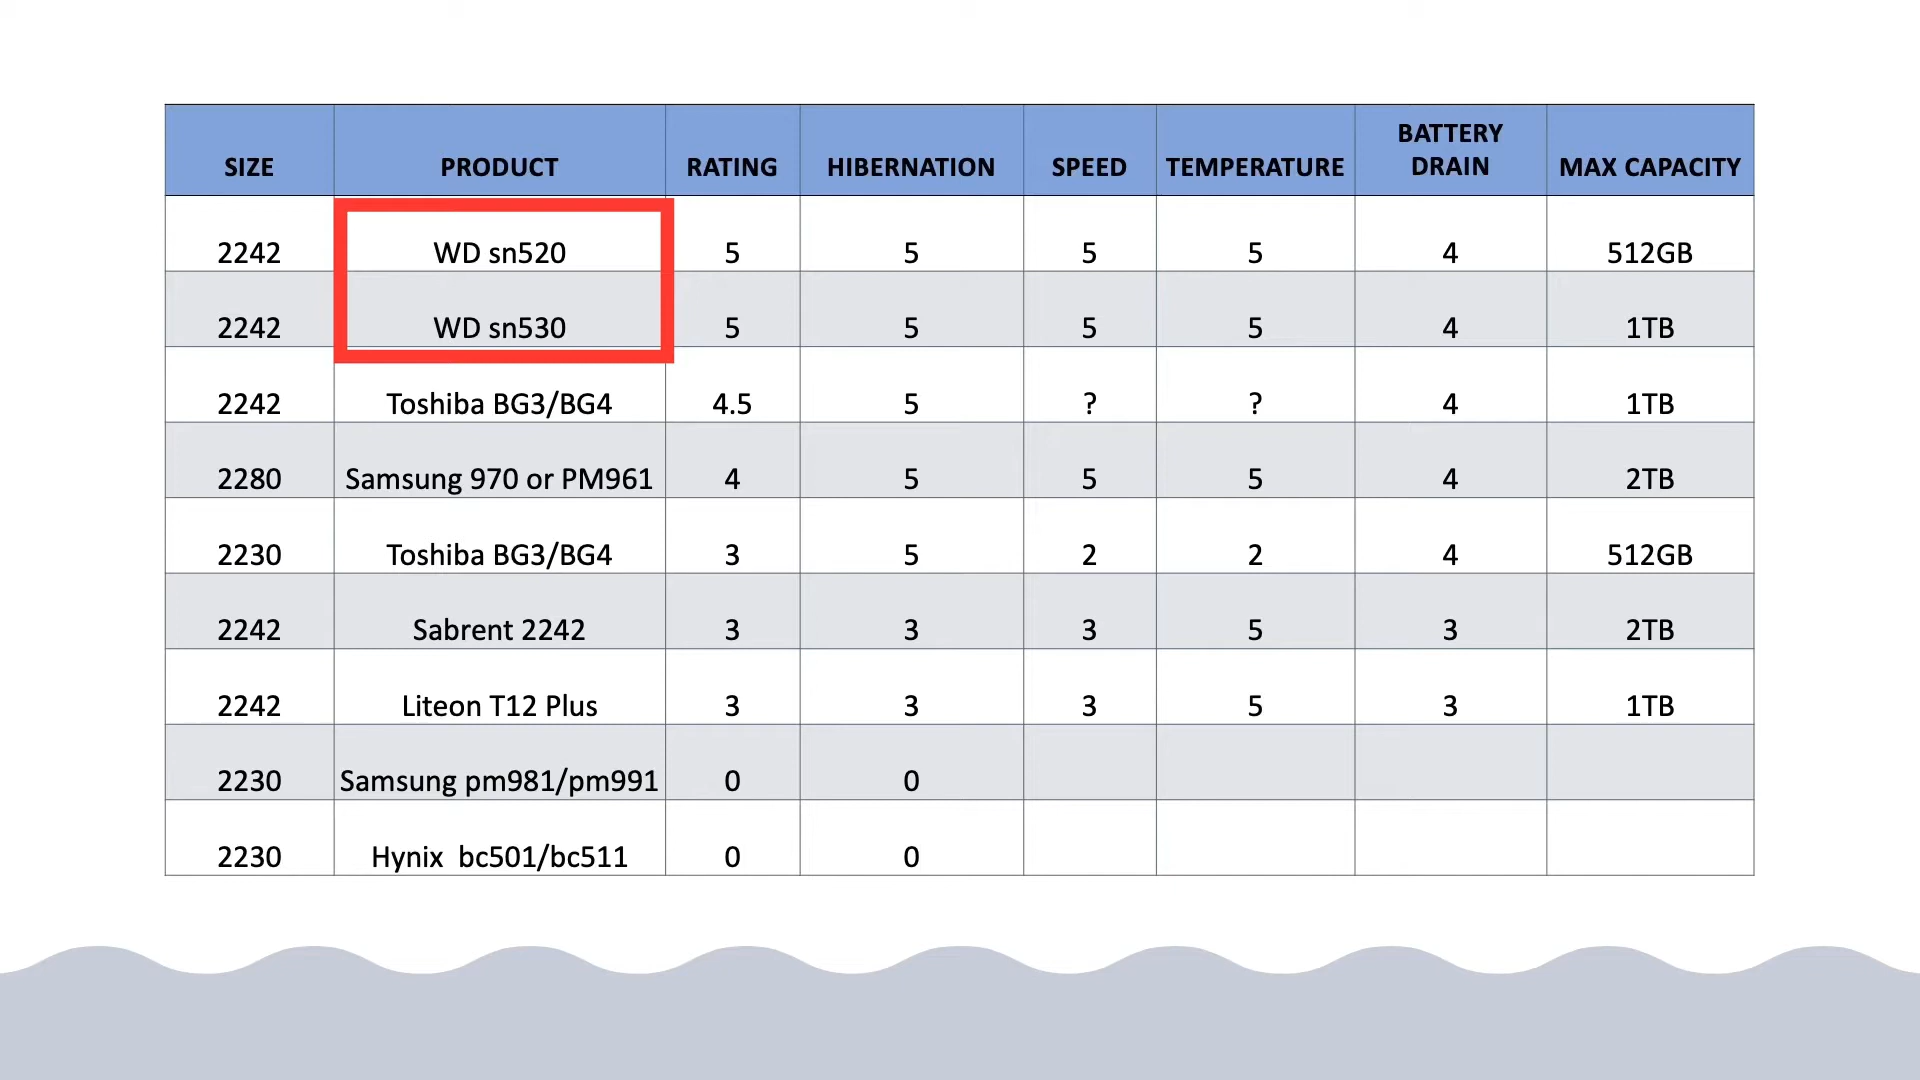 SIZE PRODUCT RATING HIBERNATION SPEED TEMPERATURE BATTERY DRAIN MAX CAPACITY
2242 WD sn520 5 5 5 5 4 512GB
2242 WD sn530 5 5 5 5 4 1TB
2242 Toshiba BG3/BG4 4.5 5 ? ? 4 1TB
2280 Samsung 970 or PM961 4 5 5 5 4 2TB
2230 Toshiba BG3/BG4 3 5 2 2 4 512GB
2242 Sabrent 2242 3 3 3 5 3 2TB
2242 Liteon T12 Plus 3 3 3 5 3 1TB
2230 Samsung pm981/pm991 0 0
2230 Hynix bc501/bc511 0 0